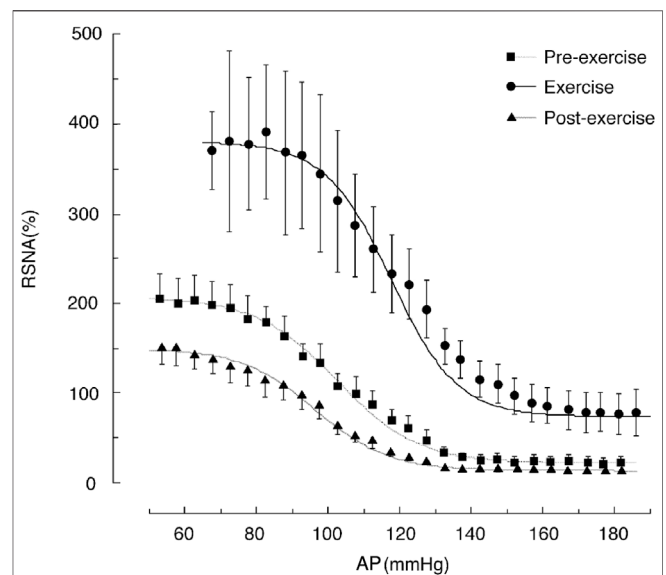 500
400
300
200
100
0
RSNA(%)
Pre-exercise
Exercise
Post-exercise
60 80 100 120 140 160 180
AP(mmHg)